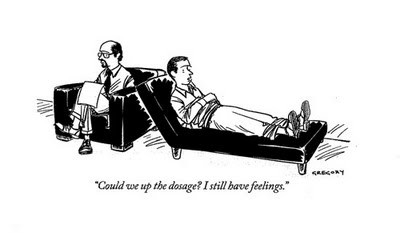 "Could we up the dosage? I still have feelings."
GREGORY